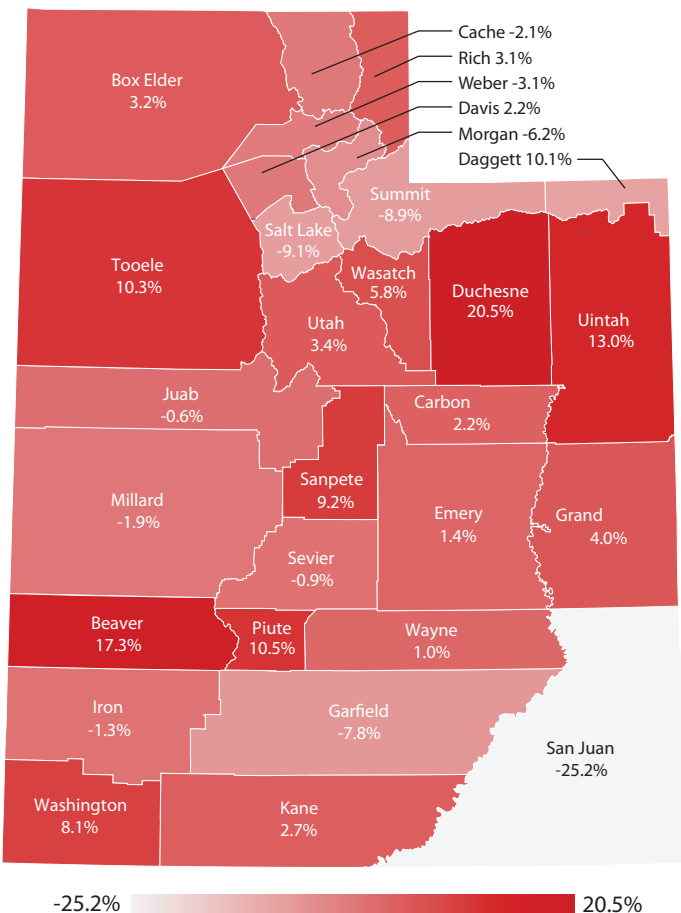 Cache -2.1%
Rich 3.1%
Weber -3.1%
Davis 2.2%
Morgan -6.2%
Daggett 10.1%
Box Elder
3.2%
Summit
-8.9%
Salt Lake
-9.1%
Tooele
10.3%
Wasatch
5.8%
Duchesne
20.5%
Uintah
13.0%
Utah
3.4%
Juab
-0.6%
Carbon
2.2%
Sanpete
9.2%
Millard
-1.9%
Emery
1.4%
Grand
4.0%
Sevier
-0.9%
Beaver
17.3%
Piute
10.5%
Wayne
1.0%
Iron
-1.3%
Garfield
-7.8%
San Juan
-25.2%
Washington
8.1%
Kane
2.7%
-25.2%
20.5%